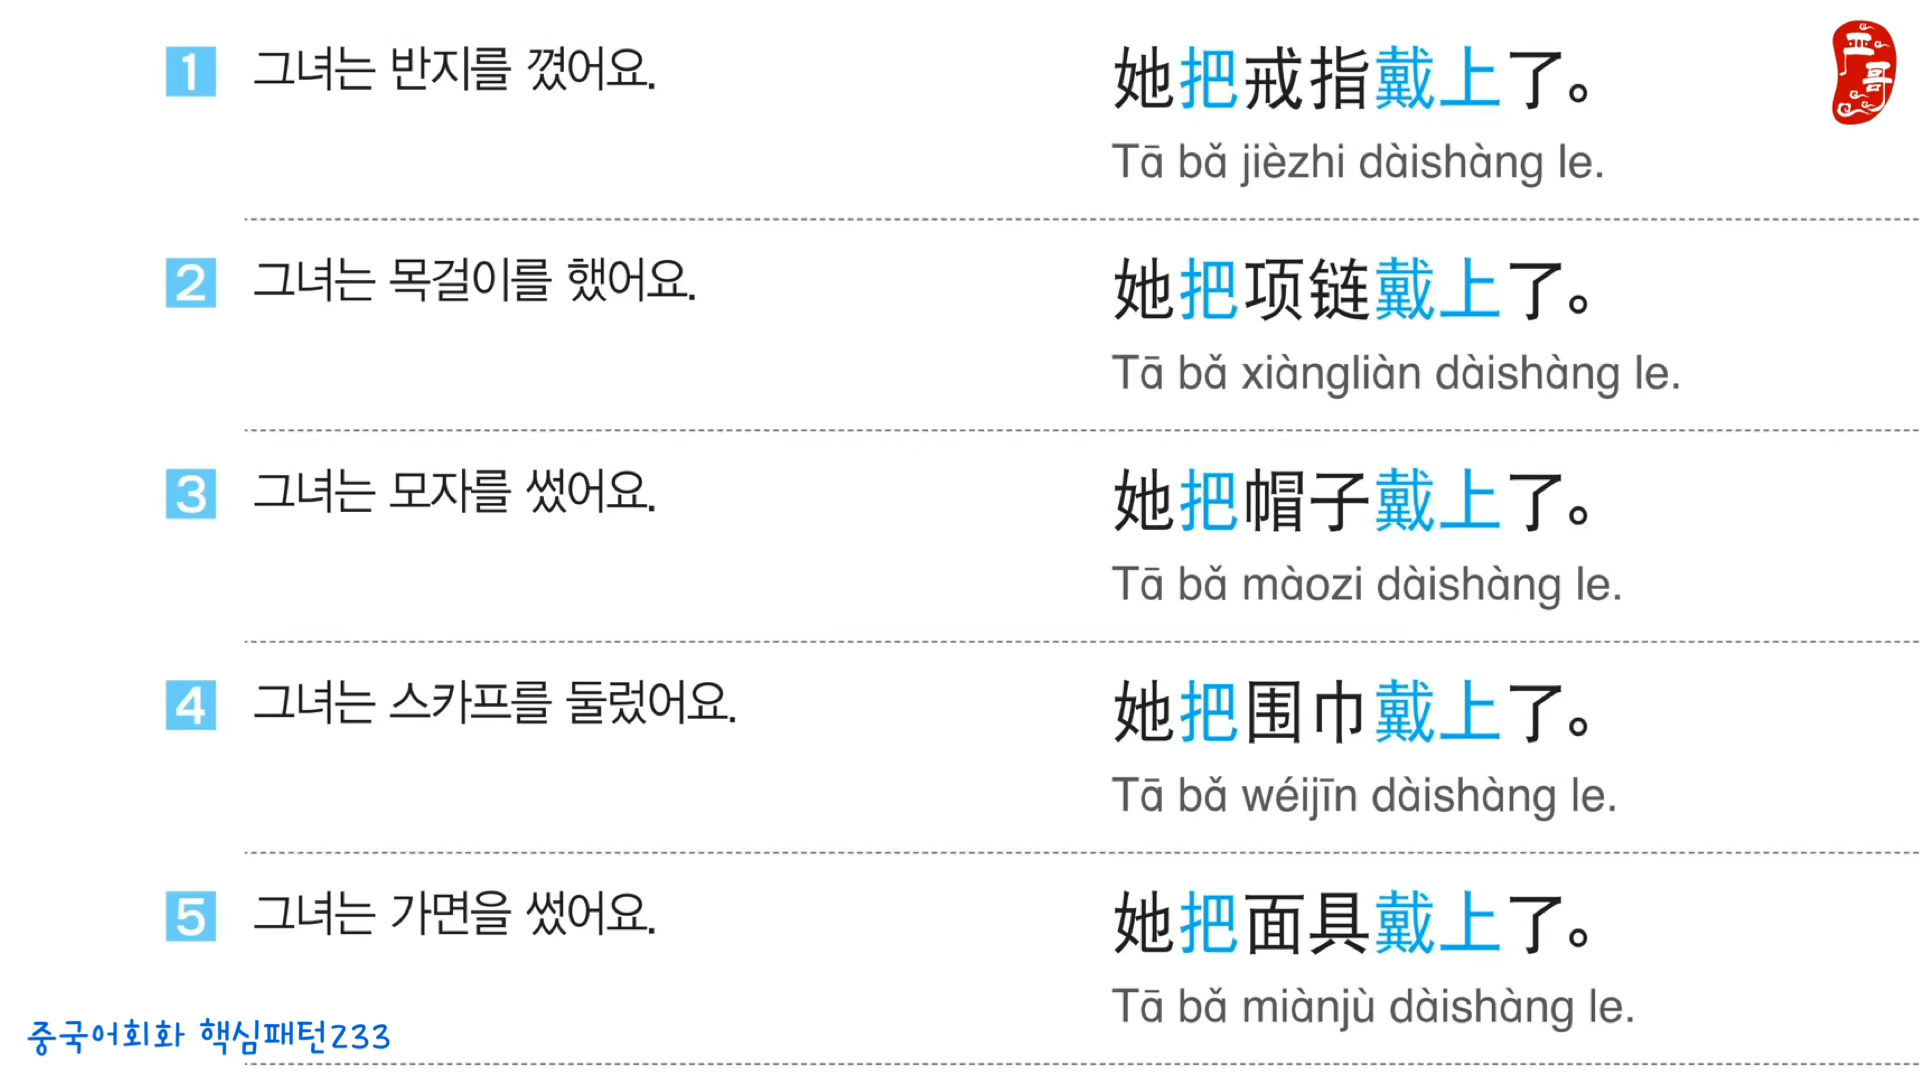 1 그녀는 반지를 꼈어요.
她把戒指戴上了。
Tā bǎ jièzhi dàishàng le.
2 그녀는 목걸이를 했어요.
她把项链戴上了。
Tā bǎ xiàngliàn dàishàng le.
3 그녀는 모자를 썼어요.
她把帽子戴上了。
Tā bǎ màozi dàishàng le.
4 그녀는 스카프를 둘렀어요.
她把围巾戴上了。
Tā bǎ wéijīn dàishàng le.
5 그녀는 가면을 썼어요.
她把面具戴上了。
Tā bǎ miànjù dàishàng le.
중국어회화 핵심패턴233